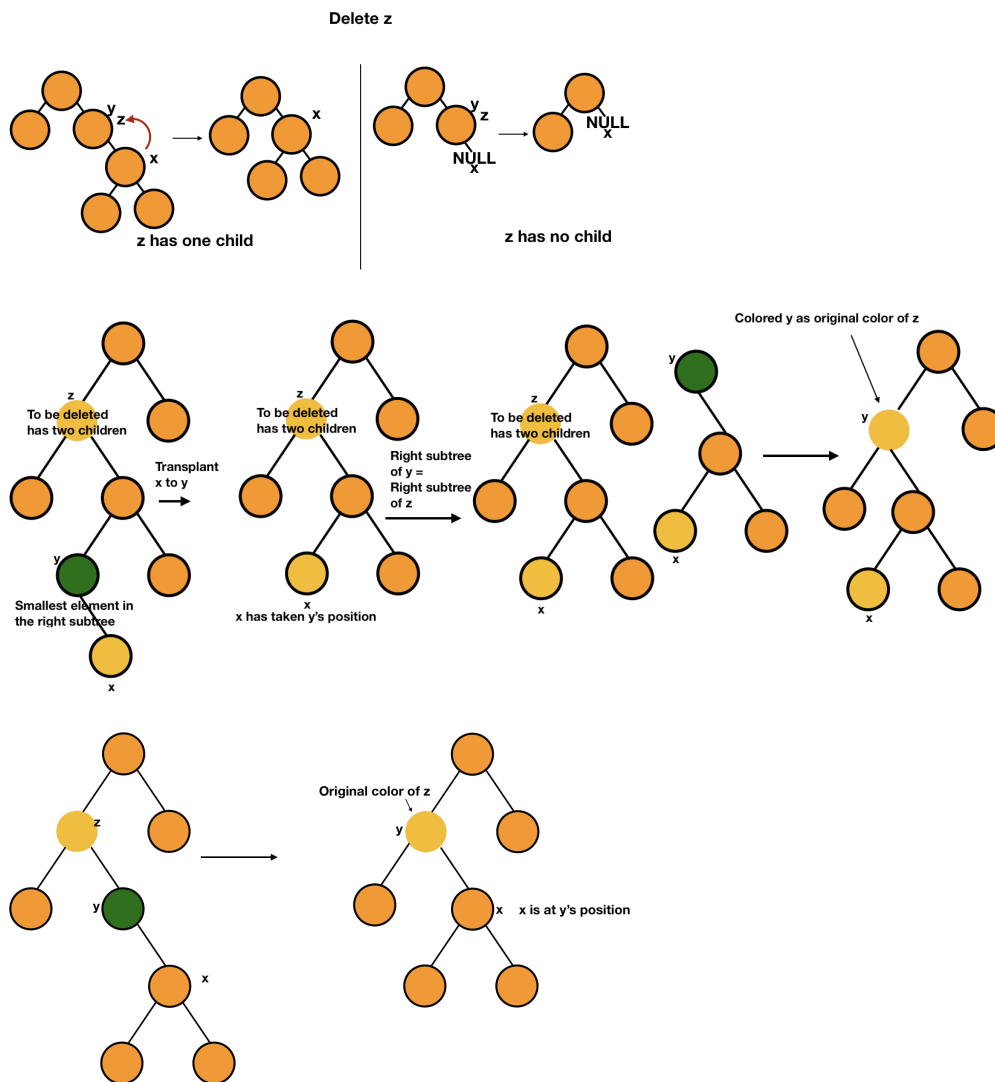 Delete z
y
z
x
x
z has one child
y
z
NULL
x
NULL
x
z has no child
z
To be deleted
has two children
y
Smallest element in
the right subtree
x
Transplant
x to y
z
To be deleted
has two children
x
x has taken y's position
Right subtree
of y =
Right subtree
of z
z
To be deleted
has two children
x
y
x
Colored y as original color of z
y
x
z
y
x
Original color of z
y
x
x is at y's position